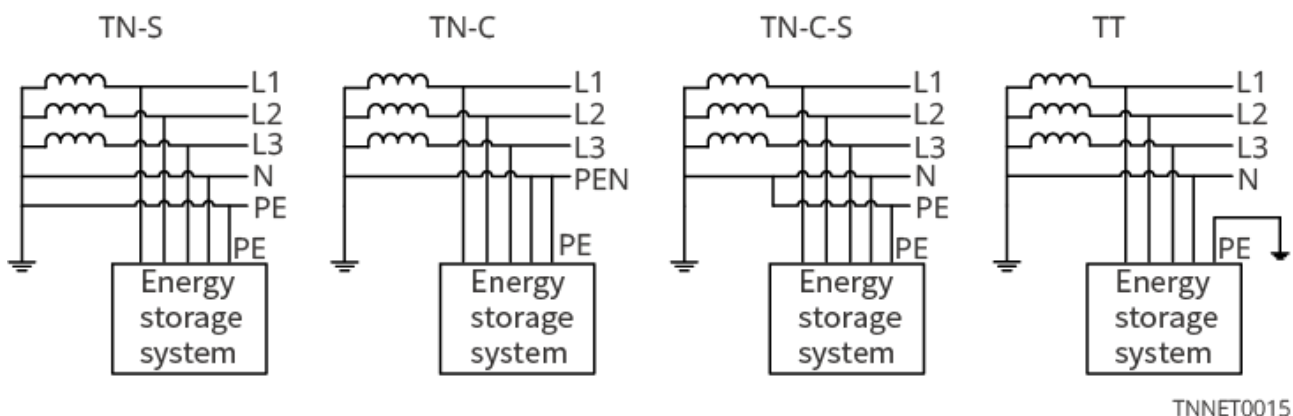 TN-S
TN-C
TN-C-S
TT
L1
L2
L3
N
PE
PE
Energy
storage
system
L1
L2
L3
PEN
PE
Energy
storage
system
L1
L2
L3
N
PE
PE
Energy
storage
system
L1
L2
L3
N
PE
Energy
storage
system
TNNET0015